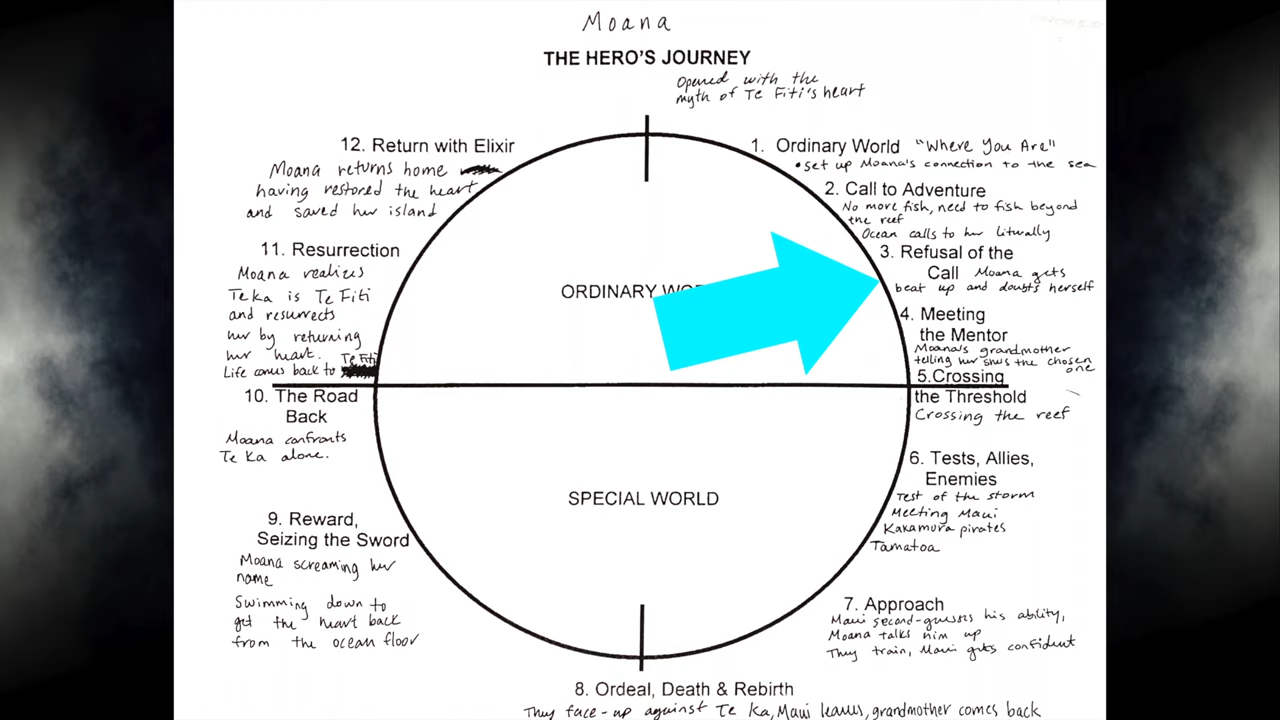 Moana
THE HERO'S JOURNEY
Opened with the
myth of Te Fiti's heart
1. Ordinary World "Where You Are"
•set up Moana's connection to the sea
2. Call to Adventure
No more fish, need to fish beyond
the reef
Ocean calls to her literally
3. Refusal of the
Call Moana gets
beat up and doubts herself
4. Meeting
the Mentor
Moana's grandmother
telling her she's the chosen
one
5.Crossing
the Threshold
Crossing the reef
6. Tests, Allies,
Enemies
Test of the storm
Meeting Maui
Kakamura pirates
Tamatoa
7. Approach
Maui second-guesses his ability,
Moana talks him up
They train, Maui gets confident
8. Ordeal, Death & Rebirth
They face-up against Te Ka, Maui leaves, grandmother comes back
9. Reward,
Seizing the Sword
Moana screaming her
name
Swimming down to
get the heart back
from the ocean floor
10. The Road
Back
Moana confronts
Te Ka alone.
11. Resurrection
Moana realizes
Te Ka is Te Fiti
and resurrects
her by returning
her heart.
Life comes back to Te Fiti
12. Return with Elixir
Moana returns home
having restored the heart
and saved her island
ORDINARY
SPECIAL WORLD